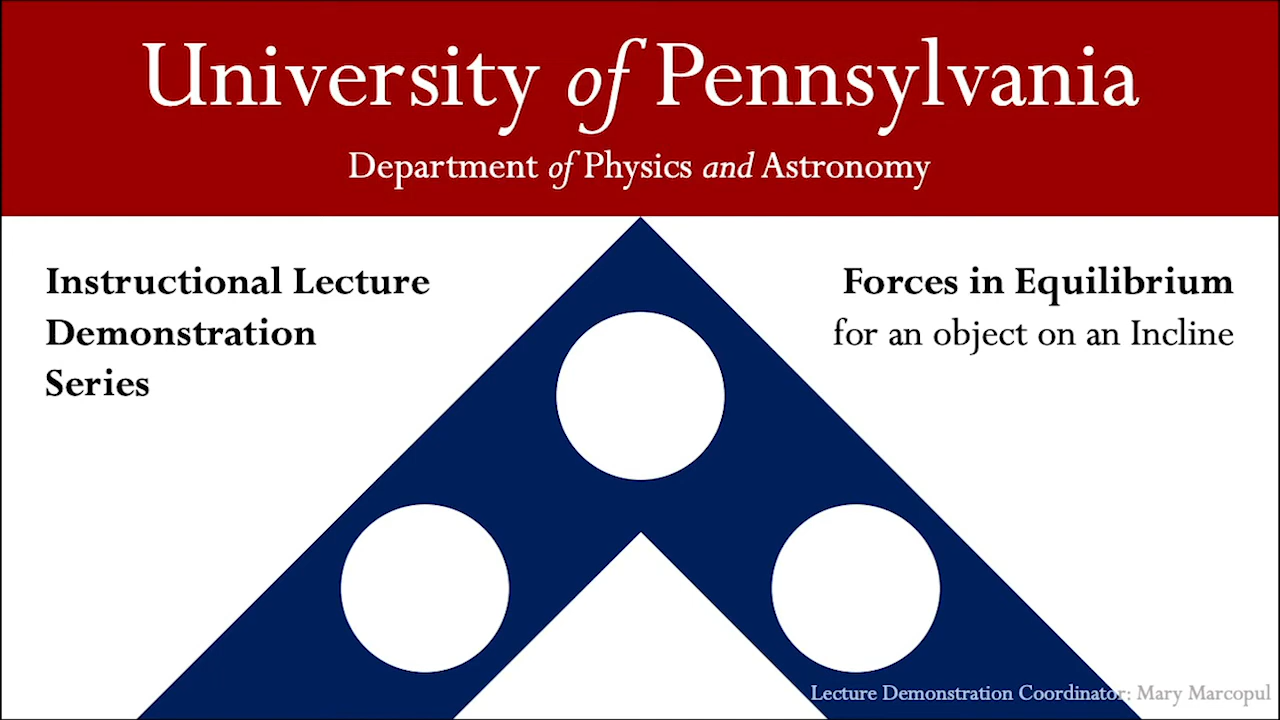 University of Pennsylvania
Department of Physics and Astronomy
Instructional Lecture
Demonstration
Series
Forces in Equilibrium
for an object on an Incline
Lecture Demonstration Coordinator: Mary Marcopul